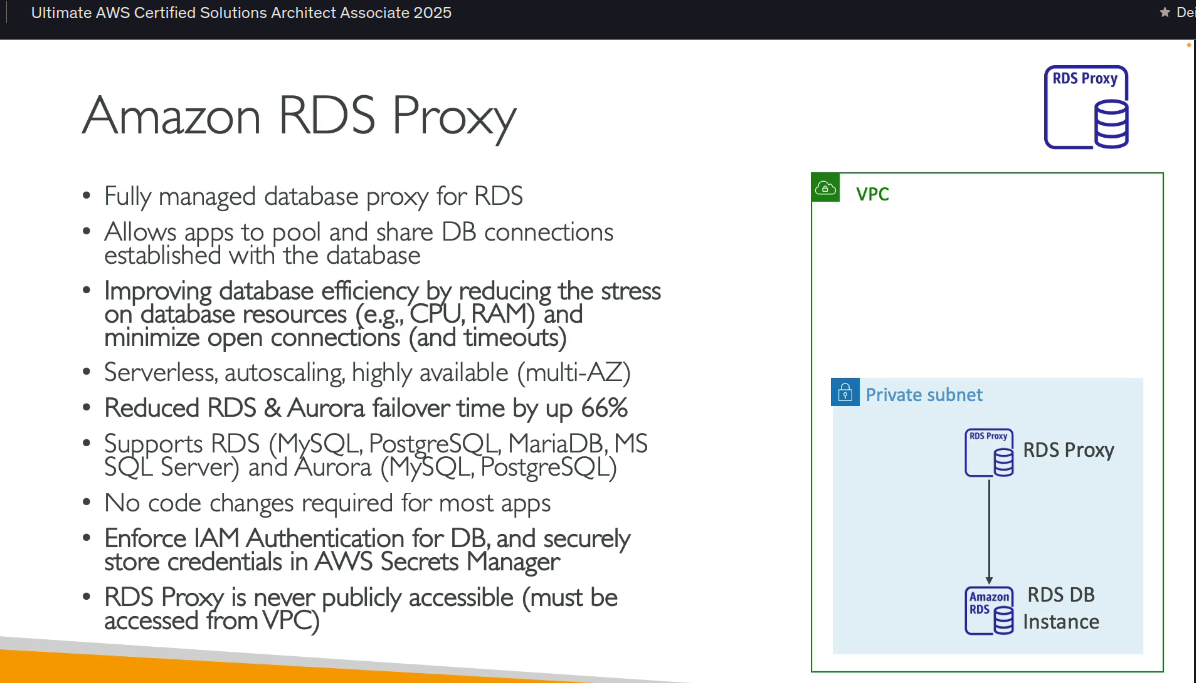 Ultimate AWS Certified Solutions Architect Associate 2025
Amazon RDS Proxy
• Fully managed database proxy for RDS
• Allows apps to pool and share DB connections
established with the database
• Improving database efficiency by reducing the stress
on database resources (e.g., CPU, RAM) and
minimize open connections (and timeouts)
• Serverless, autoscaling, highly available (multi-AZ)
• Reduced RDS & Aurora failover time by up 66%
• Supports RDS (MySQL, PostgreSQL, MariaDB, MS
SQL Server) and Aurora (MySQL, PostgreSQL)
• No code changes required for most apps
• Enforce IAM Authentication for DB, and securely
store credentials in AWS Secrets Manager
• RDS Proxy is never publicly accessible (must be
accessed from VPC)
RDS Proxy
VPC
Private subnet
RDS Proxy
RDS Proxy
Amazon
RDS
RDS DB
Instance